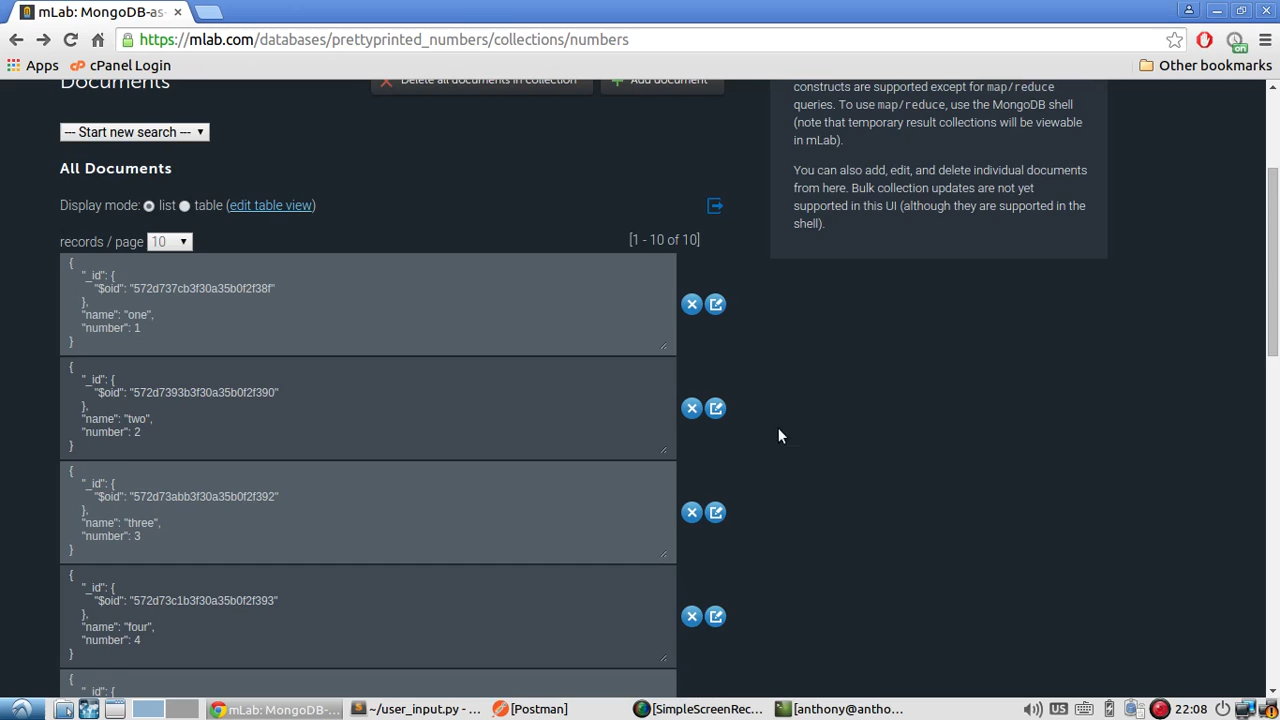 mLab: MongoDB-as-
https://mlab.com/databases/prettyprinted_numbers/collections/numbers
Apps
cPanel Login
Other bookmarks
Documents
Delete all documents in collection
Add document
--- Start new search ---
All Documents
Display mode: list table (edit table view)
records / page 10
[1 - 10 of 10]
{
"_id": {
"$oid": "572d737cb3f30a35b0f2f38f"
},
"name": "one",
"number": 1
}
{
"_id": {
"$oid": "572d7393b3f30a35b0f2f390"
},
"name": "two",
"number": 2
}
{
"_id": {
"$oid": "572d73abb3f30a35b0f2f392"
},
"name": "three",
"number": 3
}
{
"_id": {
"$oid": "572d73c1b3f30a35b0f2f393"
},
"name": "four",
"number": 4
}
{
"_id": {
constructs are supported except for map/reduce
queries. To use map/reduce, use the MongoDB shell
(note that temporary result collections will be viewable
in mLab).
You can also add, edit, and delete individual documents
from here. Bulk collection updates are not yet
supported in this UI (although they are supported in the
shell).
on
mLab: MongoDB-...
~/user_input.py - ...
[Postman]
[SimpleScreenRec...
[anthony@antho...
US
22:08